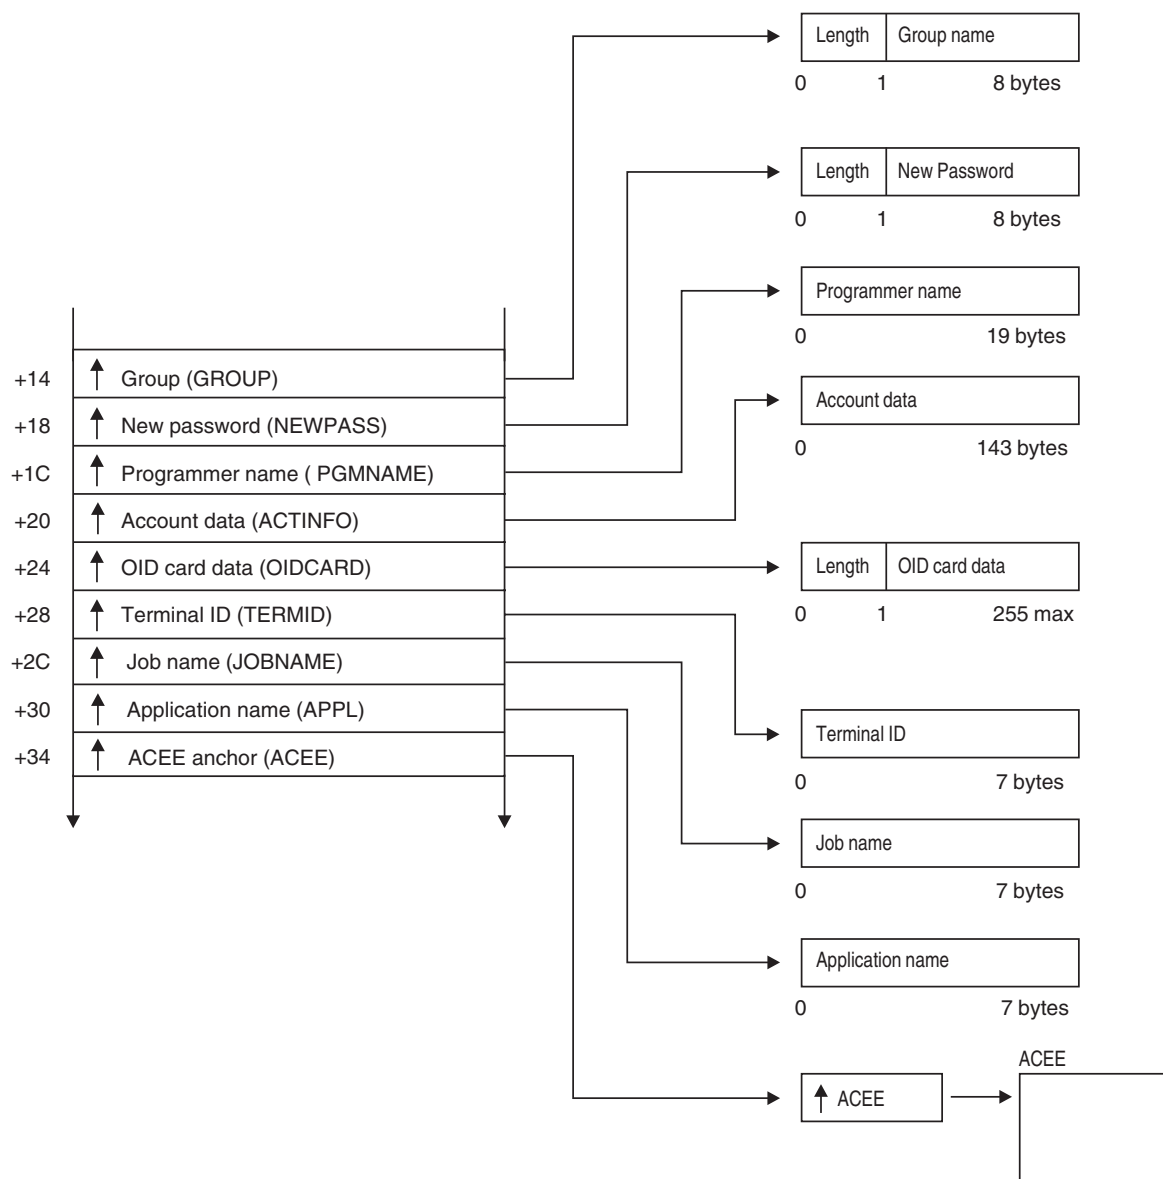 Length Group name
0 1 8 bytes
Length New Password
0 1 8 bytes
Programmer name
0 19 bytes
Account data
0 143 bytes
+14 Group (GROUP)
+18 New password (NEWPASS)
+1C Programmer name ( PGMNAME)
+20 Account data (ACTINFO)
+24 OID card data (OIDCARD)
+28 Terminal ID (TERMID)
+2C Job name (JOBNAME)
+30 Application name (APPL)
+34 ACEE anchor (ACEE)
Length OID card data
0 1 255 max
Terminal ID
0 7 bytes
Job name
0 7 bytes
Application name
0 7 bytes
ACEE
ACEE